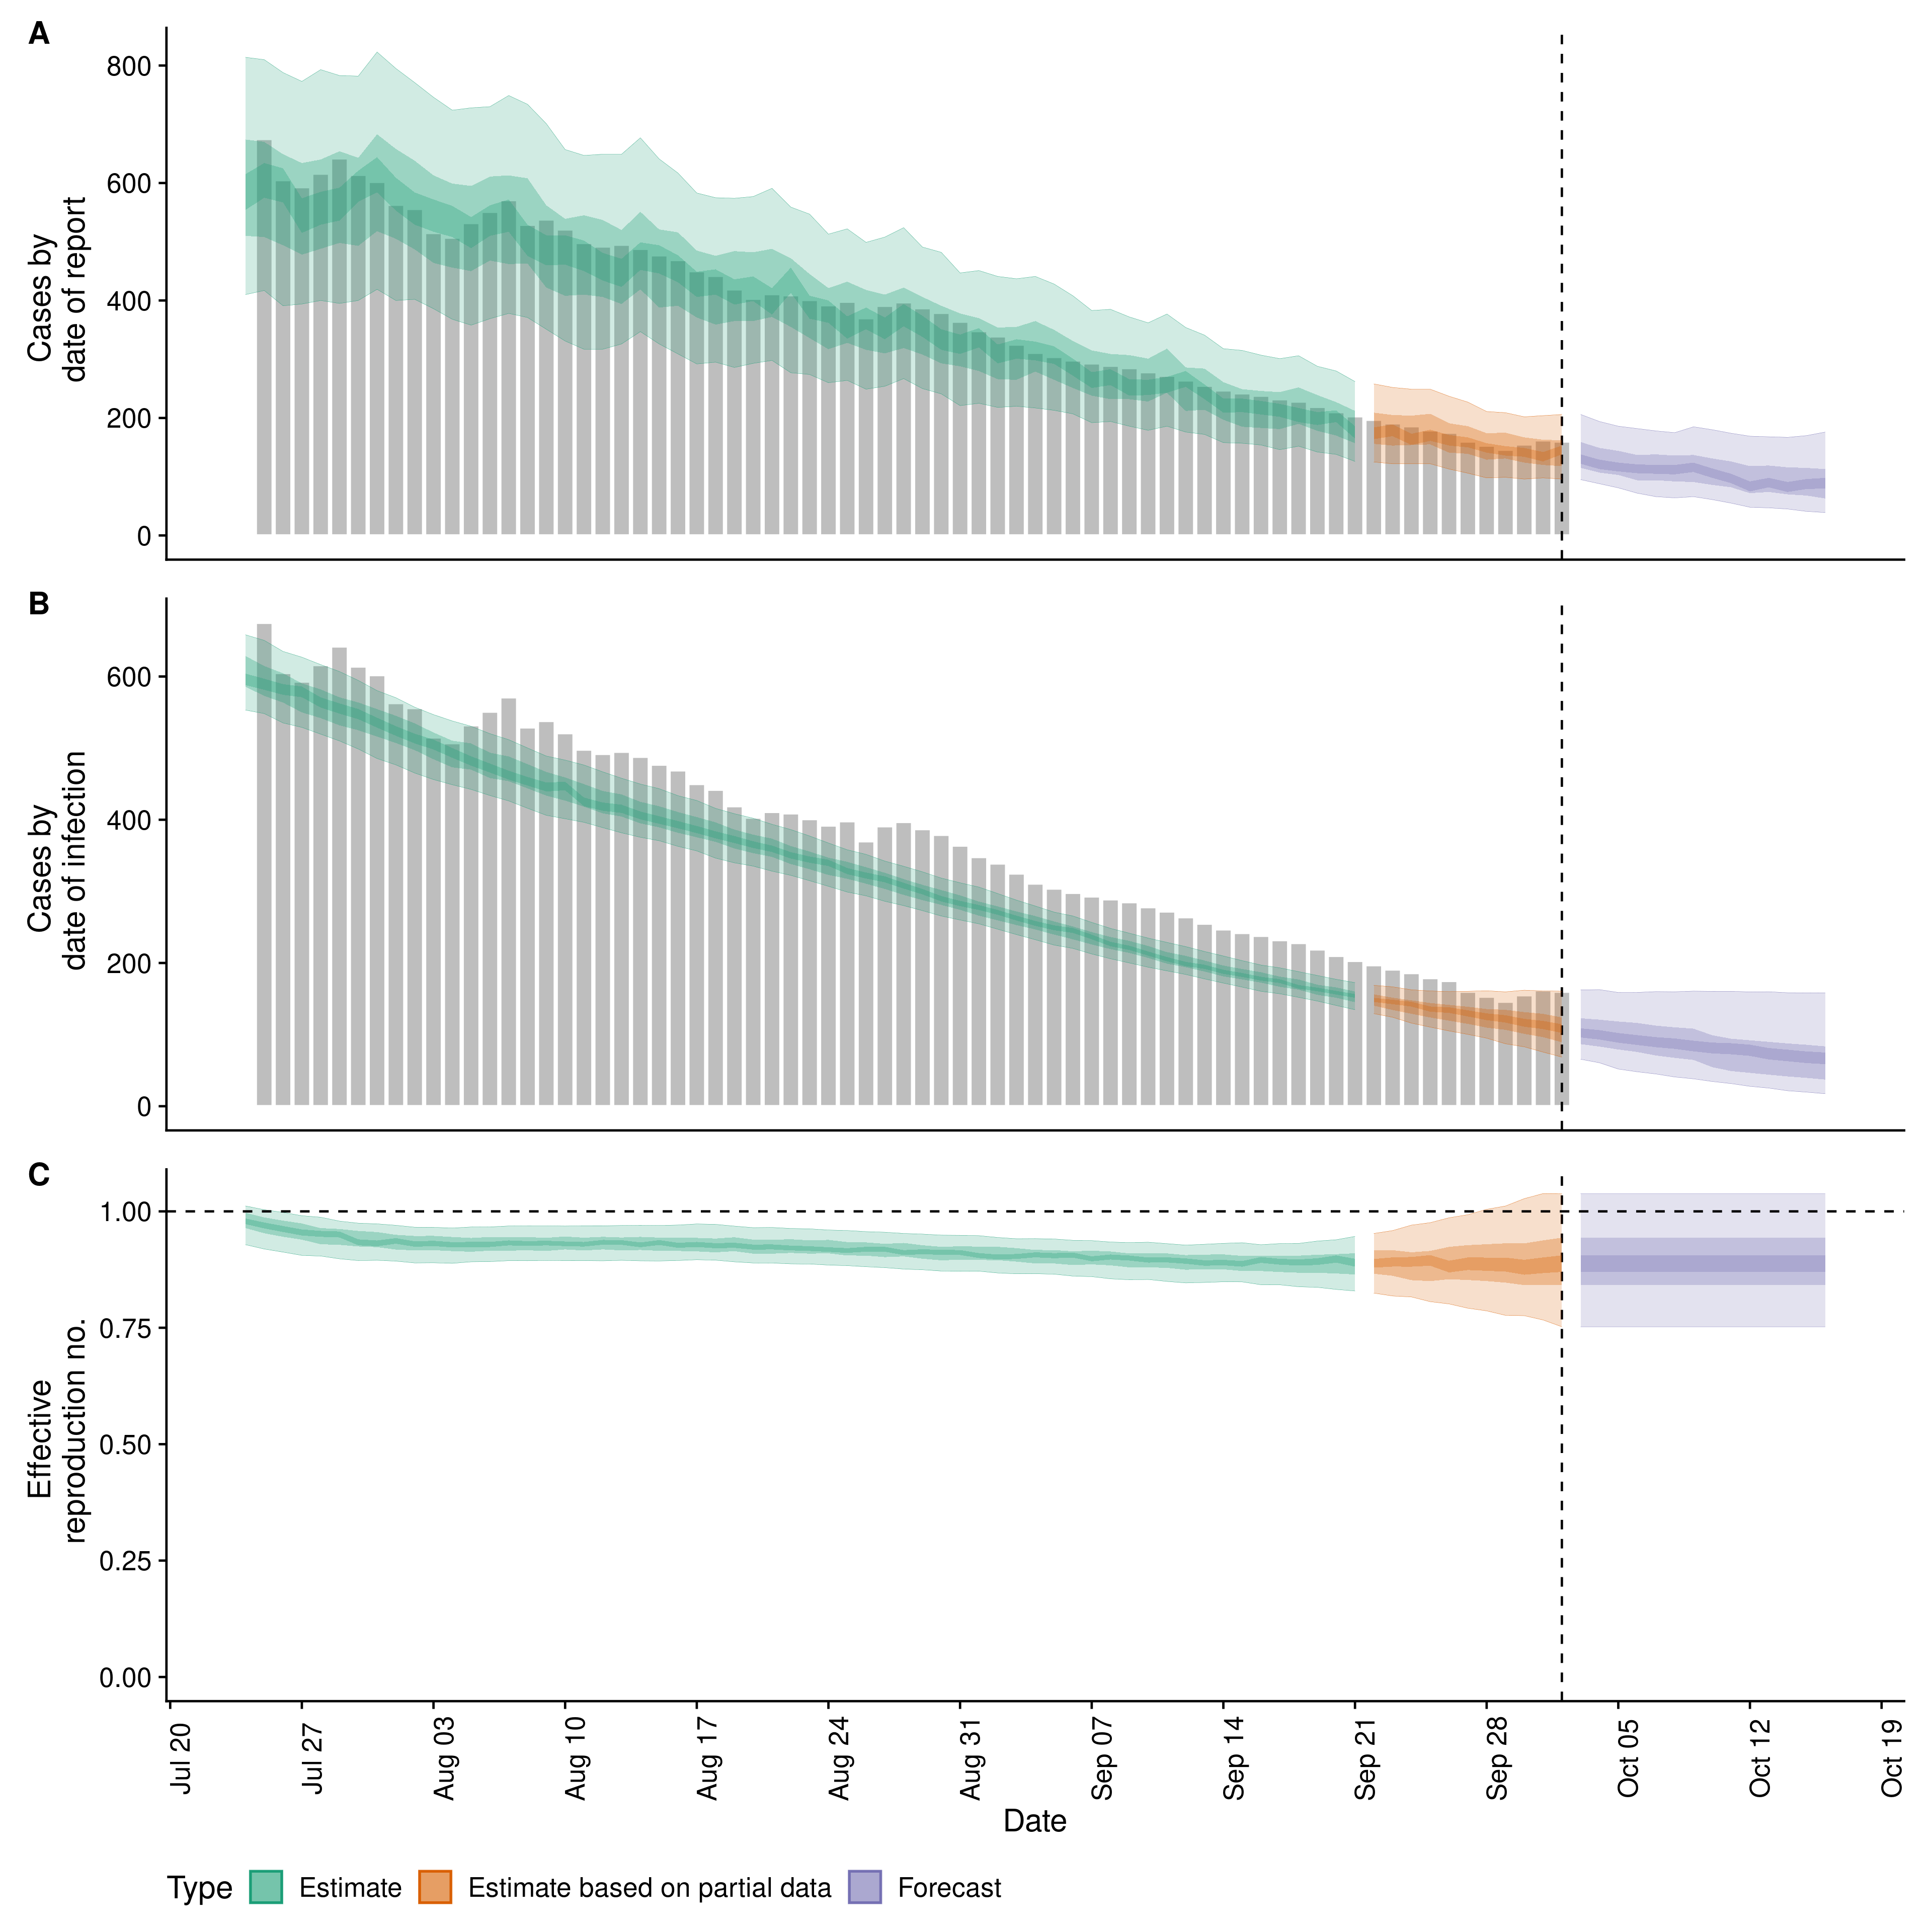 A
Cases by
date of report
800
600
400
200
0
B
Cases by
date of infection
600
400
200
0
C
Effective
reproduction no.
1.00
0.75
0.50
0.25
0.00
Jul 20
Jul 27
Aug 03
Aug 10
Aug 17
Aug 24
Aug 31
Sep 07
Sep 14
Sep 21
Sep 28
Oct 05
Oct 12
Oct 19
Date
Type Estimate Estimate based on partial data Forecast